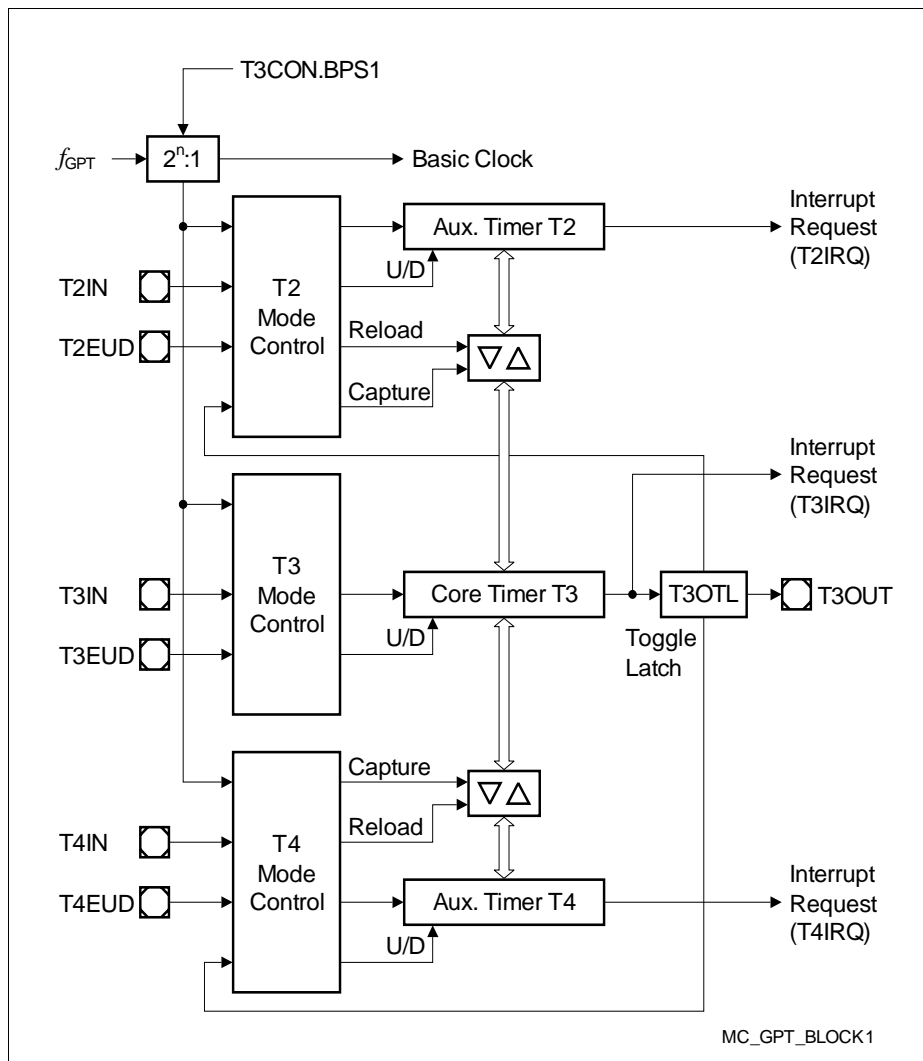 T3CON.BPS1
fGPT
2n:1
Basic Clock
Interrupt
Request
(T2IRQ)
Aux. Timer T2
U/D
T2IN
T2
Mode
Control
T2EUD
Reload
Capture
Interrupt
Request
(T3IRQ)
T3IN
T3
Mode
Control
Core Timer T3
T3OTL
T3OUT
T3EUD
U/D
Toggle
Latch
Capture
T4IN
T4
Mode
Control
Reload
T4EUD
Aux. Timer T4
U/D
Interrupt
Request
(T4IRQ)
MC_GPT_BLOCK1